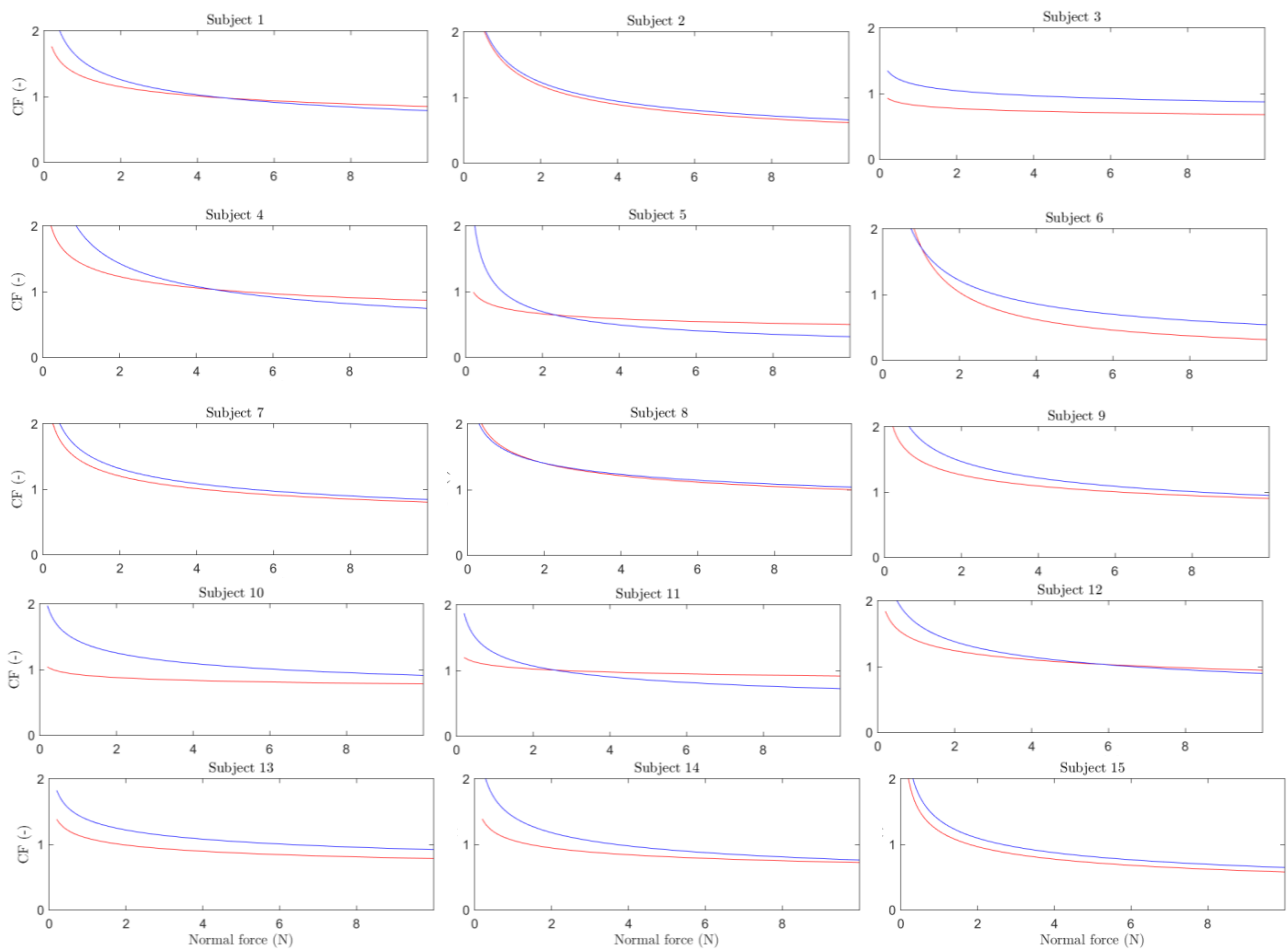 Subject 1
Subject 2
Subject 3
CF (-)
2
1
0
0 2 4 6 8
2
1
0
0 2 4 6 8
2
1
0
0 2 4 6 8
Subject 4
Subject 5
Subject 6
CF (-)
2
1
0
0 2 4 6 8
2
1
0
0 2 4 6 8
2
1
0
0 2 4 6 8
Subject 7
Subject 8
Subject 9
CF (-)
2
1
0
0 2 4 6 8
2
1
0
0 2 4 6 8
2
1
0
0 2 4 6 8
Subject 10
Subject 11
Subject 12
CF (-)
2
1
0
0 2 4 6 8
2
1
0
0 2 4 6 8
2
1
0
0 2 4 6 8
Subject 13
Subject 14
Subject 15
CF (-)
2
1
0
0 2 4 6 8
2
1
0
0 2 4 6 8
2
1
0
0 2 4 6 8
Normal force (N)
Normal force (N)
Normal force (N)